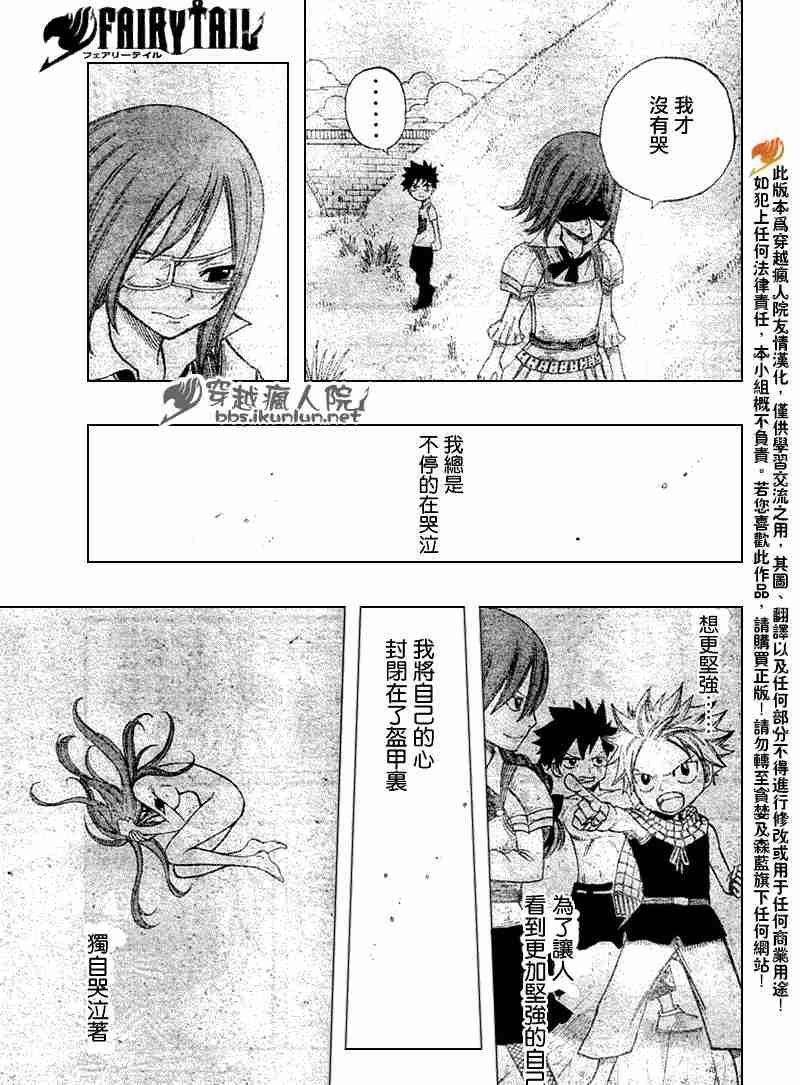 FAIRY TAIL
フェアリーテイル
我才
沒有哭
……
穿越瘋人院
bbs.ikunlun.net
我總是
不停的在哭泣
想更堅強……
為了讓人
看到更加堅強的自己
我將自己的心
封閉在了盔甲裏
獨自哭泣著
此版本爲穿越瘋人院友情漢化，僅供學習交流之用，其圖、翻譯以及任何部分不得進行修改或用于任何商業用途！
如犯上任何法律責任，本小組概不負責。若您喜歡此作品，請購買正版！請勿轉至貪婪及森藍旗下任何網站！